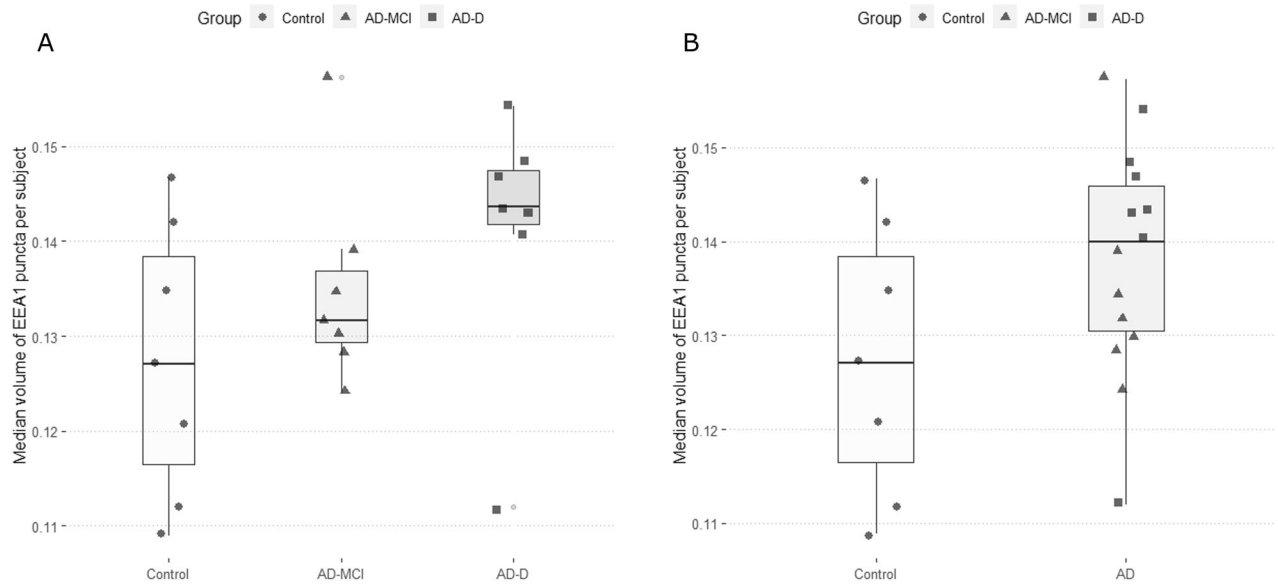 Group Control AD-MCI AD-D
A
Median volume of EEA1 puncta per subject
0.15
0.14
0.13
0.12
0.11
Control AD-MCI AD-D
Group Control AD-MCI AD-D
B
Median volume of EEA1 puncta per subject
0.15
0.14
0.13
0.12
0.11
Control AD